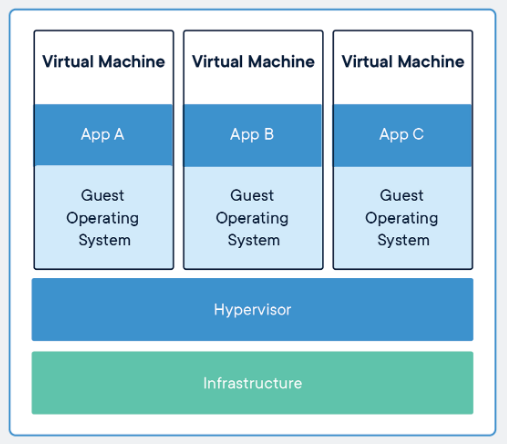 Virtual Machine
App A
Guest
Operating
System
Virtual Machine
App B
Guest
Operating
System
Virtual Machine
App C
Guest
Operating
System
Hypervisor
Infrastructure